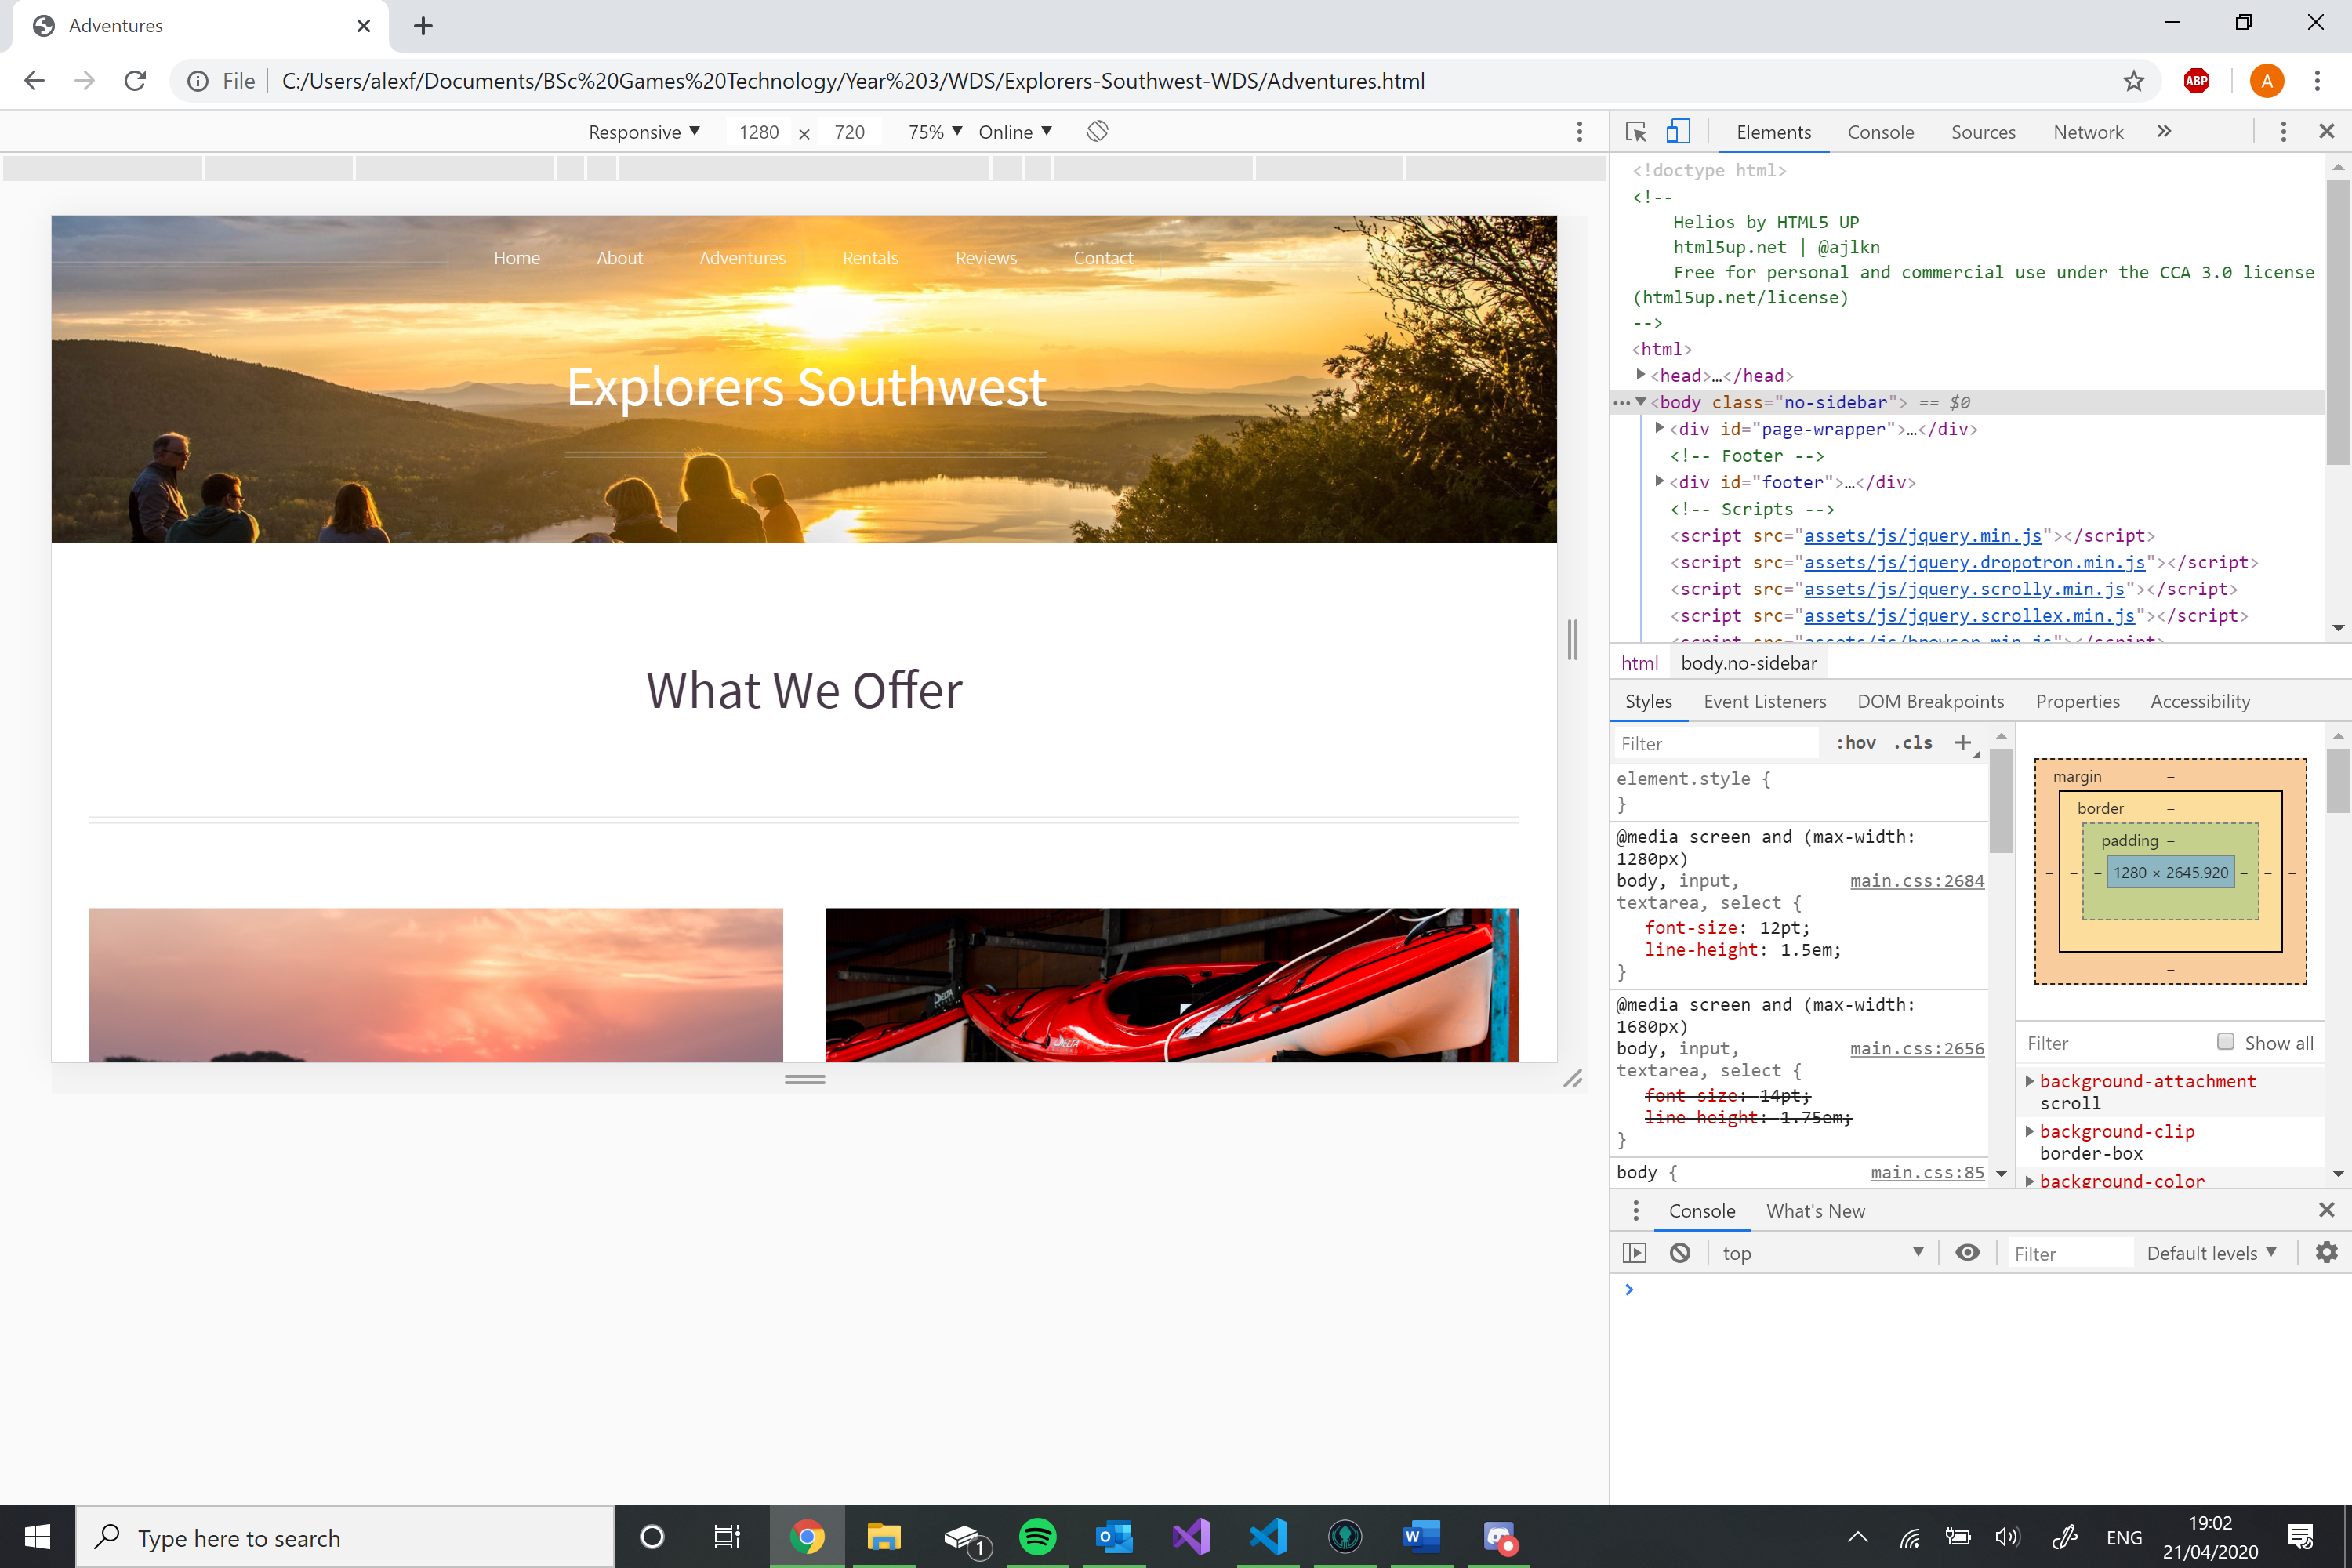 Adventures
File
C:/Users/alexf/Documents/BSc%20Games%20Technology/Year%203/WDS/Explorers-Southwest-WDS/Adventures.html
ABP
A
Responsive 1280 × 720 75% Online
Home About Adventures Rentals Reviews Contact
Explorers Southwest
What We Offer
DELTA
Elements Console Sources Network »
<!doctype html>
<!--
Helios by HTML5 UP
html5up.net | @ajlkn
Free for personal and commercial use under the CCA 3.0 license
(html5up.net/license)
-->
<html>
<head>…</head>
<body class="no-sidebar"> == $0
<div id="page-wrapper">…</div>
<!-- Footer -->
<div id="footer">…</div>
<!-- Scripts -->
<script src="assets/js/jquery.min.js"></script>
<script src="assets/js/jquery.dropotron.min.js"></script>
<script src="assets/js/jquery.scrolly.min.js"></script>
<script src="assets/js/jquery.scrollex.min.js"></script>
<script src="assets/js/browser.min.js"></script>
html body.no-sidebar
Styles Event Listeners DOM Breakpoints Properties Accessibility
Filter :hov .cls +
element.style {
}
@media screen and (max-width:
1280px)
body, input, main.css:2684
textarea, select {
font-size: 12pt;
line-height: 1.5em;
}
@media screen and (max-width:
1680px)
body, input, main.css:2656
textarea, select {
font-size: 14pt;
line-height: 1.75em;
}
body { main.css:85
margin –
border –
padding –
– – – 1280 × 2645.920 – – –
–
–
–
Filter Show all
background-attachment
scroll
background-clip
border-box
background-color
Console What's New
top Filter Default levels
Type here to search
1
ENG
19:02
21/04/2020